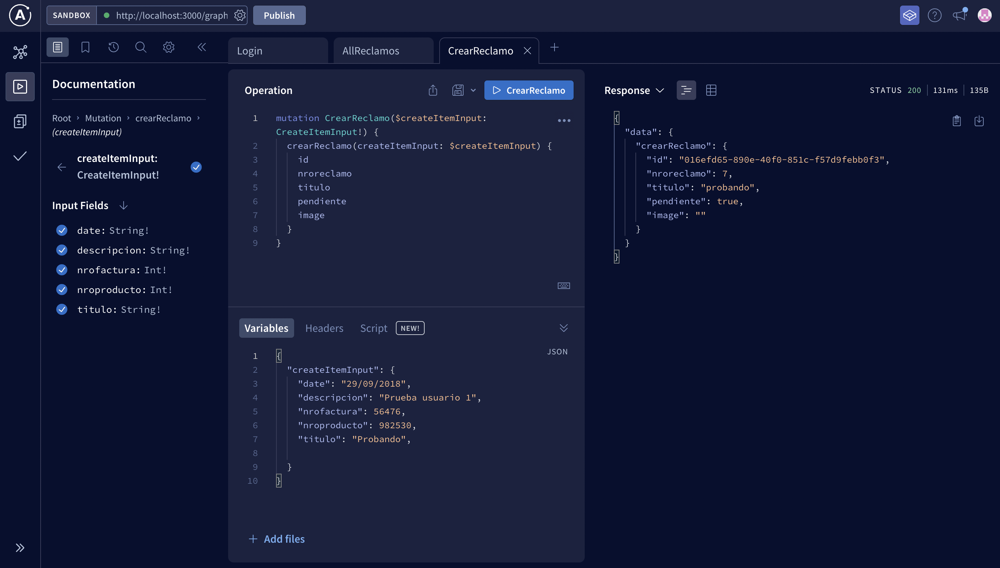 SANDBOX
http://localhost:3000/graph
Publish
Login
AllReclamos
CrearReclamo
Documentation
Root › Mutation › crearReclamo ›
(createItemInput)
createItemInput:
CreateItemInput!
Input Fields
date: String!
descripcion: String!
nrofactura: Int!
nroproducto: Int!
titulo: String!
Operation
CrearReclamo
1 mutation CrearReclamo($createItemInput:
CreateItemInput!) {
2 crearReclamo(createItemInput: $createItemInput) {
3 id
4 nroreclamo
5 titulo
6 pendiente
7 image
8 }
9 }
Variables
Headers
Script
NEW!
JSON
1 {
2 "createItemInput": {
3 "date": "29/09/2018",
4 "descripcion": "Prueba usuario 1",
5 "nrofactura": 56476,
6 "nroproducto": 982530,
7 "titulo": "Probando",
8
9 }
10 }
+ Add files
Response
STATUS 200
131ms
135B
{
"data": {
"crearReclamo": {
"id": "016efd65-890e-40f0-851c-f57d9febb0f3",
"nroreclamo": 7,
"titulo": "probando",
"pendiente": true,
"image": ""
}
}
}